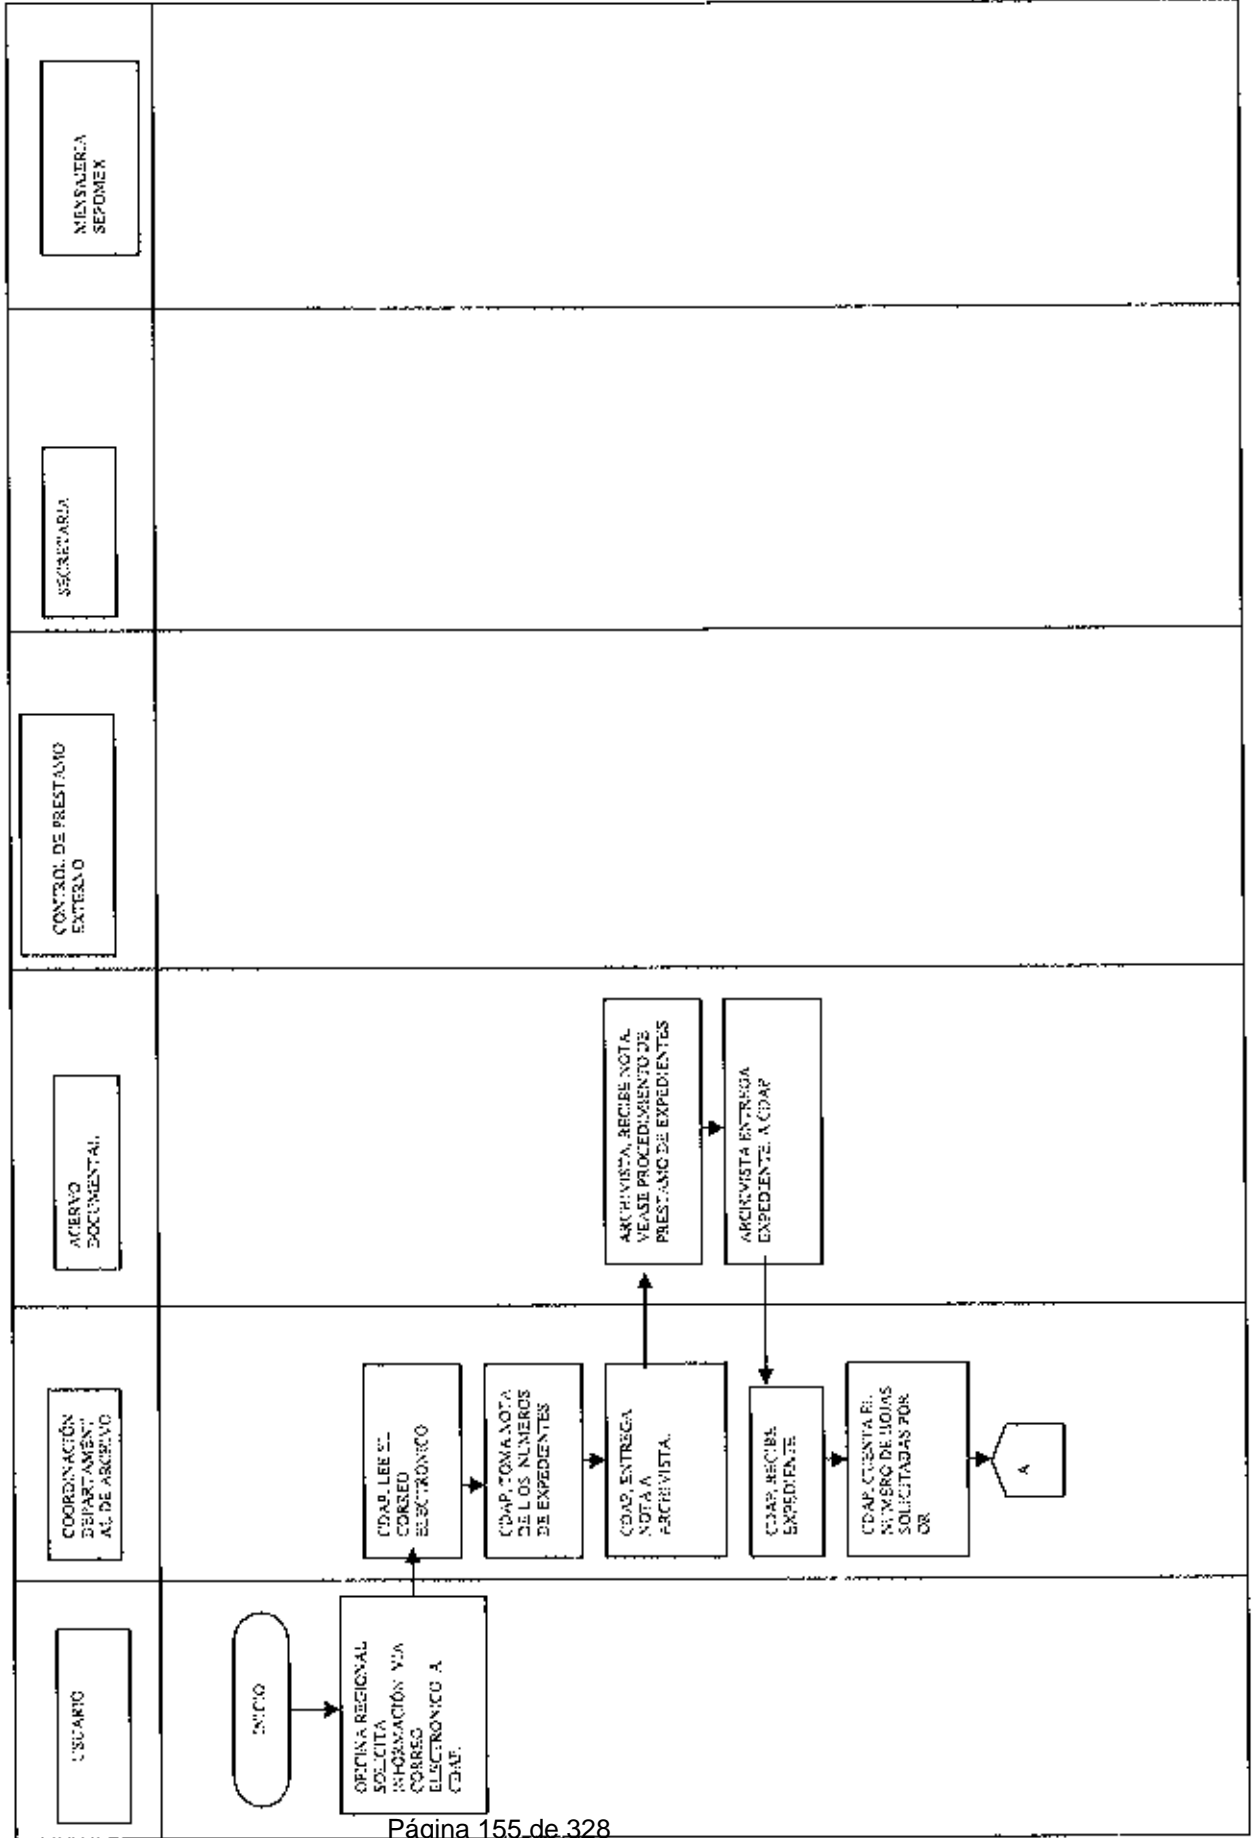 USUARIO
COORDINACIÓN
DEPARTAMENT
AL DE ARCHIVO
ACERVO
DOCUMENTAL
CONTROL DE PRESTAMO
EXTERNO
SECRETARIA
MENSAJERIA
SEPOMEX
INICIO
OFICINA REGIONAL
SOLICITA
INFORMACIÓN VIA
CORREO
ELECTRONICO A
CDAP.
CDAP, LEE EL
CORREO
ELECTRONICO
CDAP, TOMA NOTA
DE LOS NUMEROS
DE EXPEDIENTES
CDAP, ENTREGA
NOTA A
ARCHIVISTA.
ARCHIVISTA, RECIBE NOTA.
VEASE PROCEDIMIENTO DE
PRESTAMO DE EXPEDIENTES
ARCHIVISTA ENTREGA
EXPEDIENTE, A CDAP
CDAP, RECIBE
EXPEDIENTE
CDAP, CUENTA EL
NUMERO DE HOJAS
SOLICITADAS POR
OR
A
Página 155 de 328